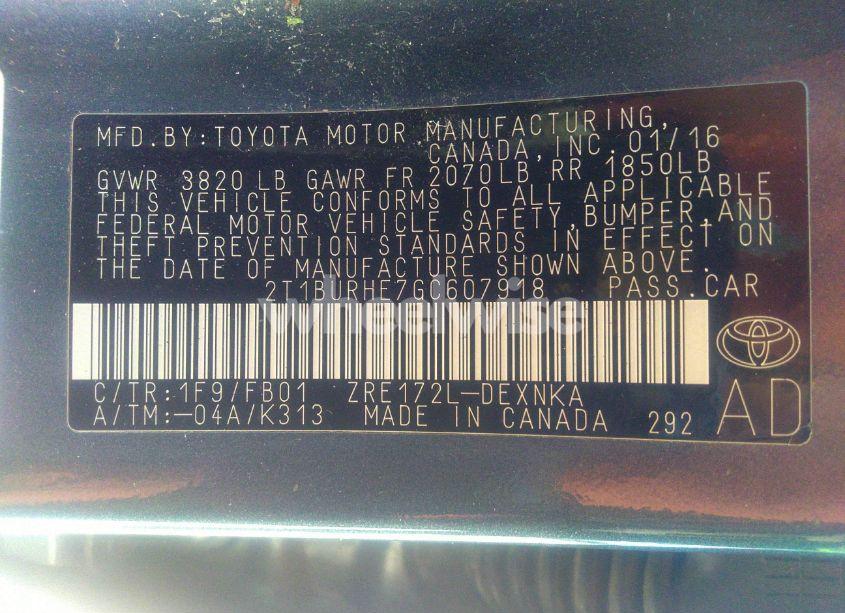 MFD.BY:TOYOTA MOTOR MANUFACTURING,
CANADA, INC. 01/16
GVWR 3820 LB GAWR FR 2070LB RR 1850LB
THIS VEHICLE CONFORMS TO ALL APPLICABLE
FEDERAL MOTOR VEHICLE SAFETY, BUMPER, AND
THEFT PREVENTION STANDARDS IN EFFECT ON
THE DATE OF MANUFACTURE SHOWN ABOVE.
2T1BURHE7GC607918 PASS.CAR
wheelwise
C/TR:1F9/FB01 ZRE172L-DEXNKA
A/TM:-04A/K313 MADE IN CANADA 292
AD